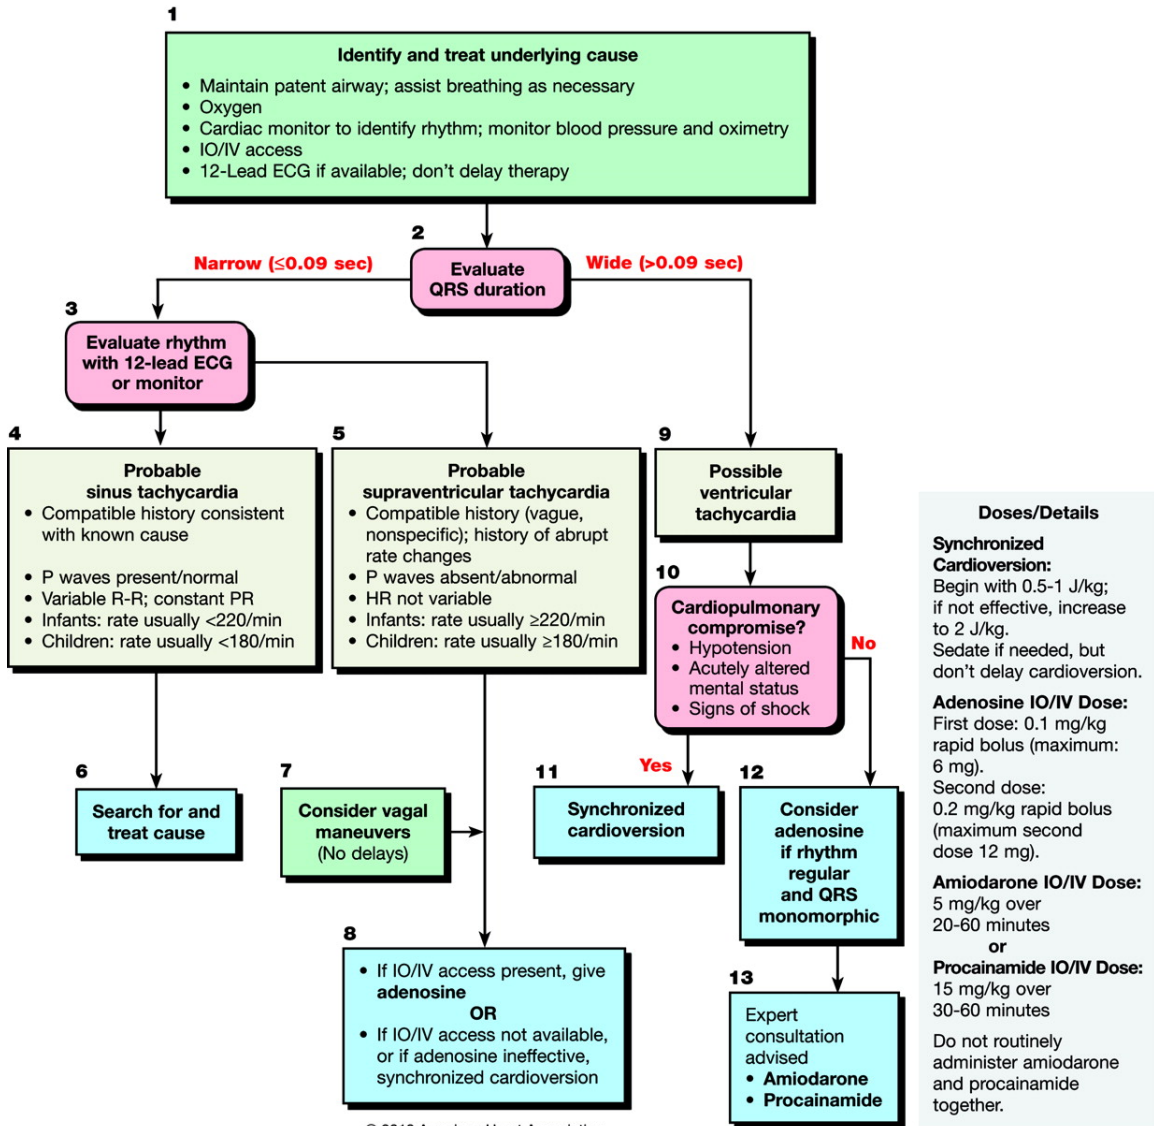 1
Identify and treat underlying cause
• Maintain patent airway; assist breathing as necessary
• Oxygen
• Cardiac monitor to identify rhythm; monitor blood pressure and oximetry
• IO/IV access
• 12-Lead ECG if available; don't delay therapy
2
Narrow (≤0.09 sec)
Evaluate
QRS duration
Wide (>0.09 sec)
3
Evaluate rhythm
with 12-lead ECG
or monitor
4
Probable
sinus tachycardia
• Compatible history consistent
with known cause
• P waves present/normal
• Variable R-R; constant PR
• Infants: rate usually <220/min
• Children: rate usually <180/min
5
Probable
supraventricular tachycardia
• Compatible history (vague,
nonspecific); history of abrupt
rate changes
• P waves absent/abnormal
• HR not variable
• Infants: rate usually ≥220/min
• Children: rate usually ≥180/min
9
Possible
ventricular
tachycardia
10
Cardiopulmonary
compromise?
• Hypotension
• Acutely altered
mental status
• Signs of shock
No
Yes
6
Search for and
treat cause
7
Consider vagal
maneuvers
(No delays)
11
Synchronized
cardioversion
12
Consider
adenosine
if rhythm
regular
and QRS
monomorphic
8
• If IO/IV access present, give
adenosine
OR
• If IO/IV access not available,
or if adenosine ineffective,
synchronized cardioversion
13
Expert
consultation
advised
• Amiodarone
• Procainamide
Doses/Details
Synchronized
Cardioversion:
Begin with 0.5-1 J/kg;
if not effective, increase
to 2 J/kg.
Sedate if needed, but
don't delay cardioversion.
Adenosine IO/IV Dose:
First dose: 0.1 mg/kg
rapid bolus (maximum:
6 mg).
Second dose:
0.2 mg/kg rapid bolus
(maximum second
dose 12 mg).
Amiodarone IO/IV Dose:
5 mg/kg over
20-60 minutes
or
Procainamide IO/IV Dose:
15 mg/kg over
30-60 minutes
Do not routinely
administer amiodarone
and procainamide
together.